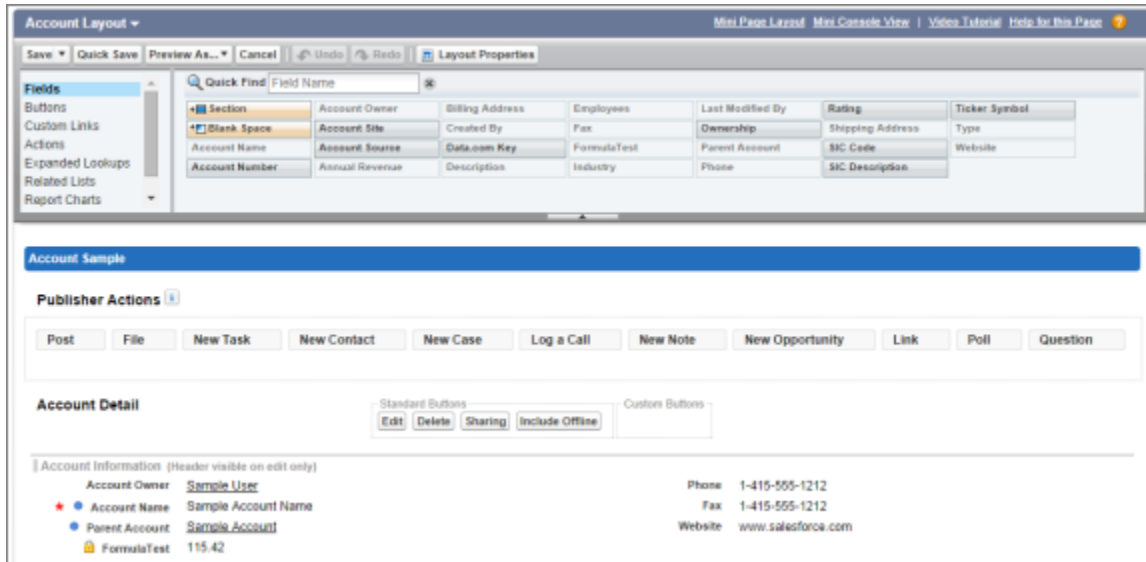 Account Layout
Mini Page Layout Mini Console View | Video Tutorial Help for this Page
Save Quick Save Preview As... Cancel Undo Redo Layout Properties
Fields
Buttons
Custom Links
Actions
Expanded Lookups
Related Lists
Report Charts
Quick Find Field Name
Section Account Owner Billing Address Employees Last Modified By Rating Ticker Symbol
Blank Space Account Site Created By Fax Ownership Shipping Address Type
Account Name Account Source Data.com Key FormulaTest Parent Account SIC Code Website
Account Number Annual Revenue Description Industry Phone SIC Description
Account Sample
Publisher Actions
Post File New Task New Contact New Case Log a Call New Note New Opportunity Link Poll Question
Account Detail
Standard Buttons
Edit Delete Sharing Include Offline
Custom Buttons
Account Information (Header visible on edit only)
Account Owner Sample User Phone 1-415-555-1212
Account Name Sample Account Name Fax 1-415-555-1212
Parent Account Sample Account Website www.salesforce.com
FormulaTest 115.42